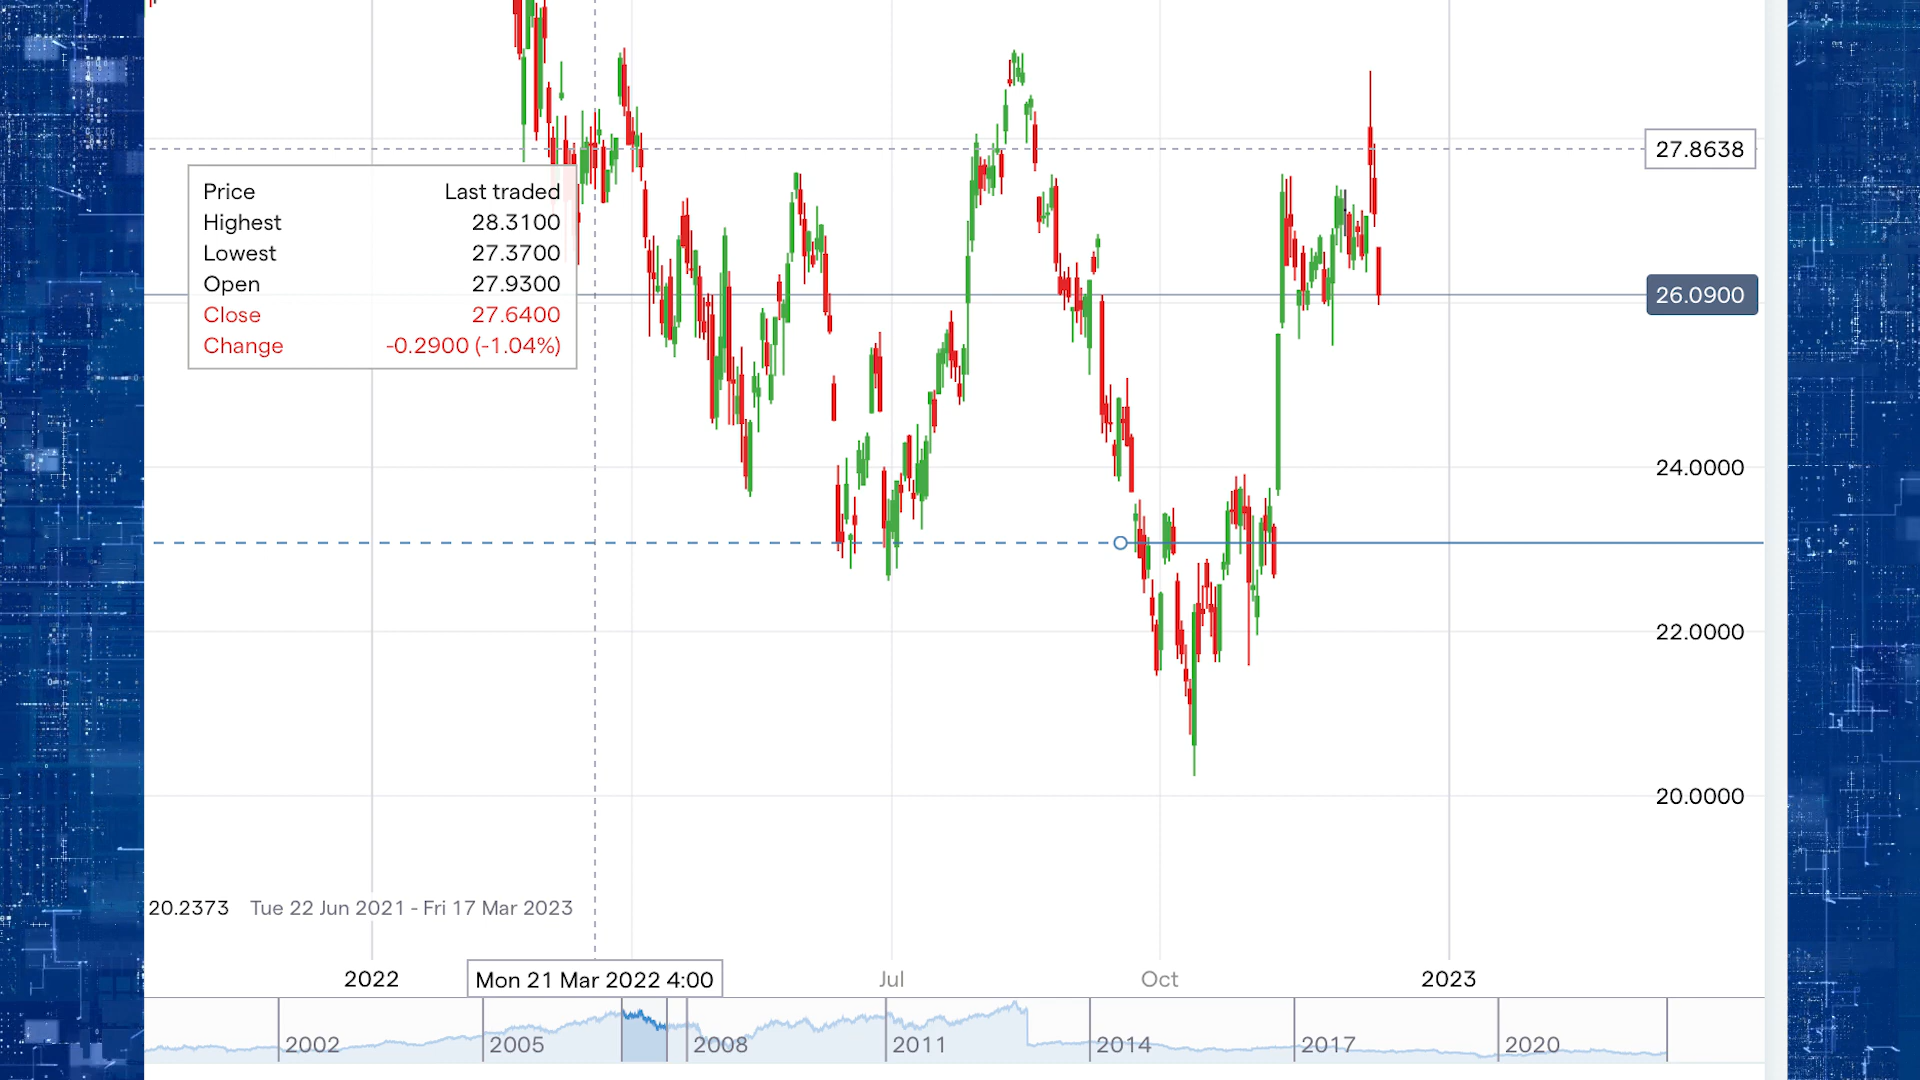 27.8638
Price Last traded
Highest 28.3100
Lowest 27.3700
Open 27.9300
Close 27.6400
Change -0.2900 (-1.04%)
26.0900
24.0000
22.0000
20.0000
20.2373 Tue 22 Jun 2021 - Fri 17 Mar 2023
2022 Mon 21 Mar 2022 4:00 Jul Oct 2023
2002 2005 2008 2011 2014 2017 2020